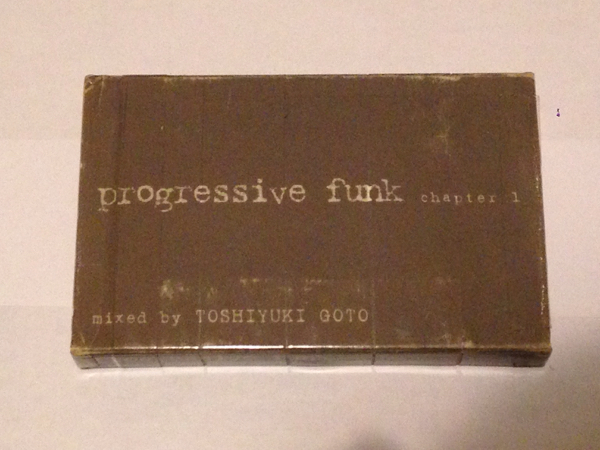 progressive funk chapter 1
mixed by TOSHIYUKI GOTO